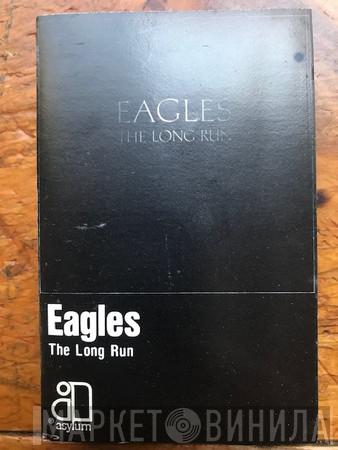 EAGLES
THE LONG RUN
Eagles
The Long Run
® asylum
МАРКЕТ ВИНИЛА